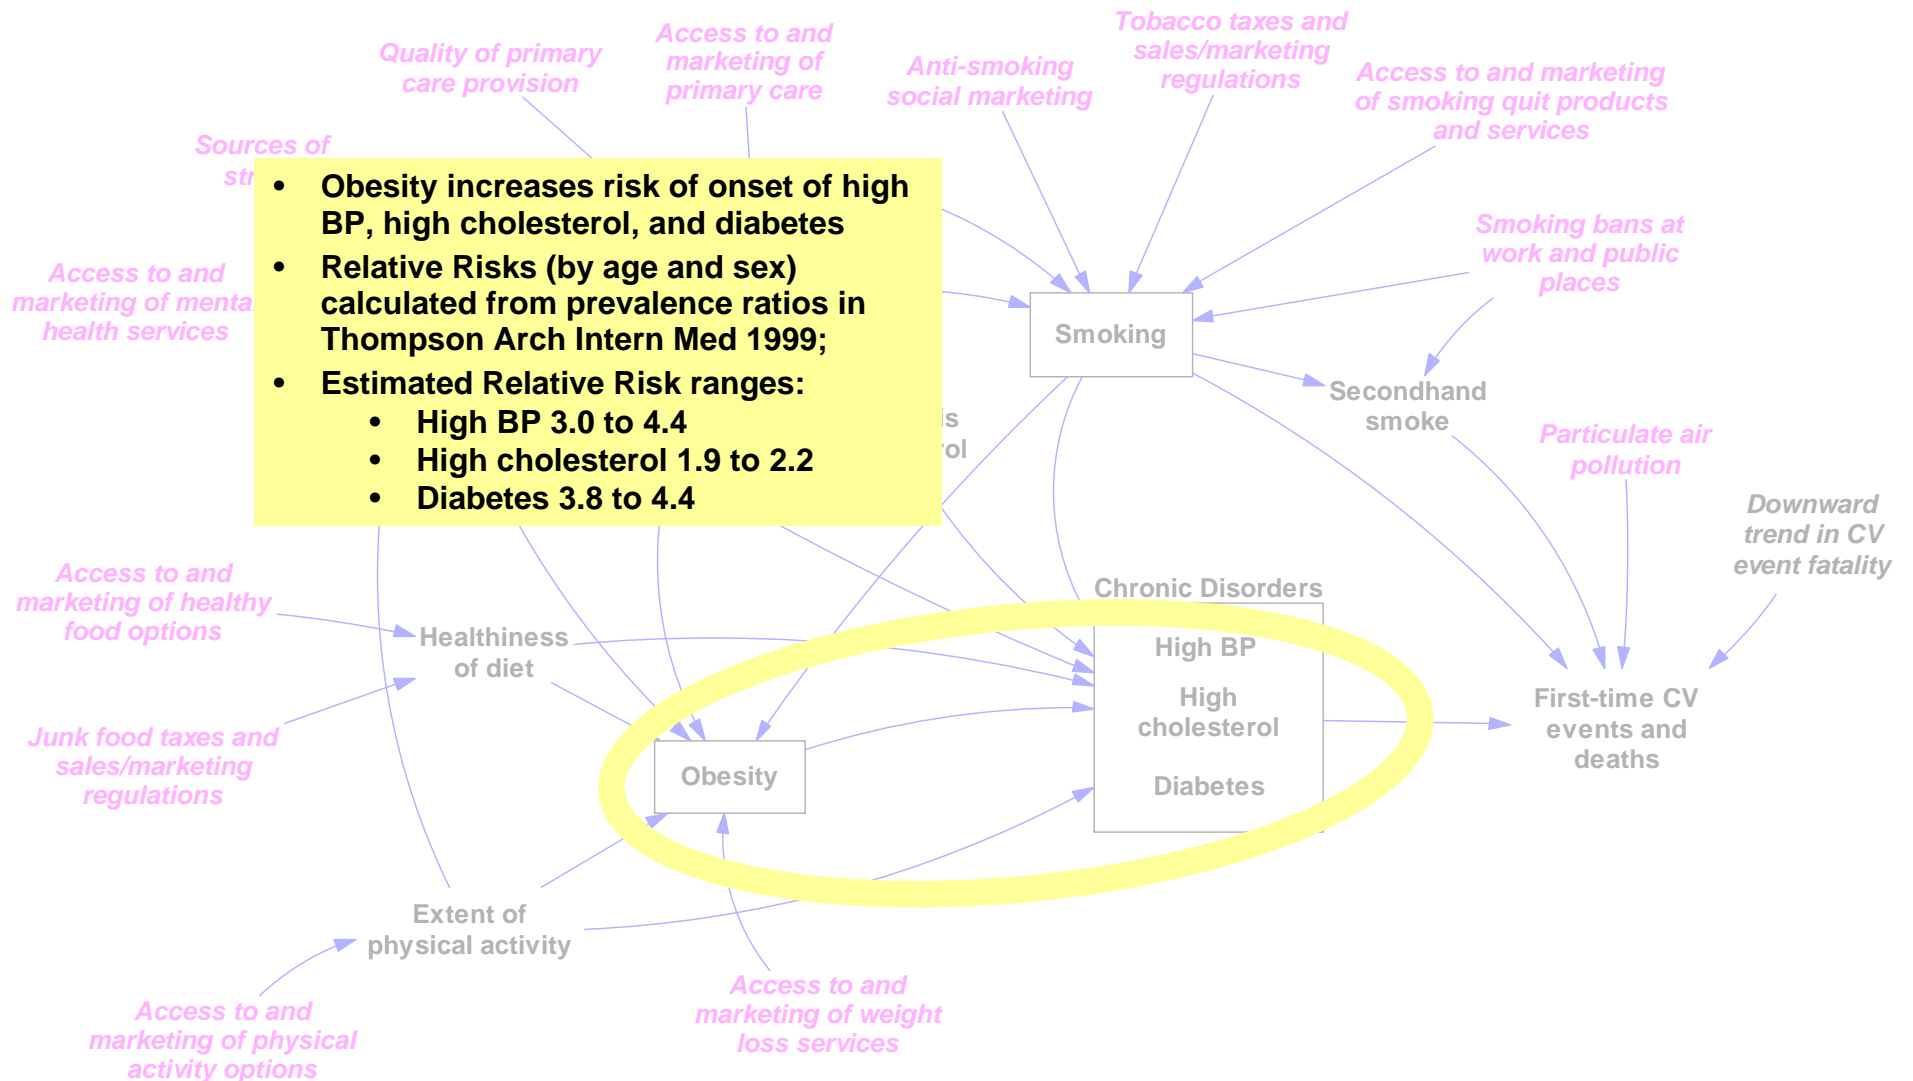 Quality of primary
care provision
Access to and
marketing of
primary care
Anti-smoking
social marketing
Tobacco taxes and
sales/marketing
regulations
Access to and marketing
of smoking quit products
and services
Sources of
• Obesity increases risk of onset of high
BP, high cholesterol, and diabetes
• Relative Risks (by age and sex)
calculated from prevalence ratios in
Thompson Arch Intern Med 1999;
• Estimated Relative Risk ranges:
• High BP 3.0 to 4.4
• High cholesterol 1.9 to 2.2
• Diabetes 3.8 to 4.4
Access to and
marketing of mental
health services
Smoking bans at
work and public
places
Smoking
Secondhand
smoke
Particulate air
pollution
Downward
trend in CV
event fatality
Access to and
marketing of healthy
food options
Healthiness
of diet
Chronic Disorders
High BP
High
cholesterol
Diabetes
First-time CV
events and
deaths
Junk food taxes and
sales/marketing
regulations
Obesity
Extent of
physical activity
Access to and
marketing of physical
activity options
Access to and
marketing of weight
loss services